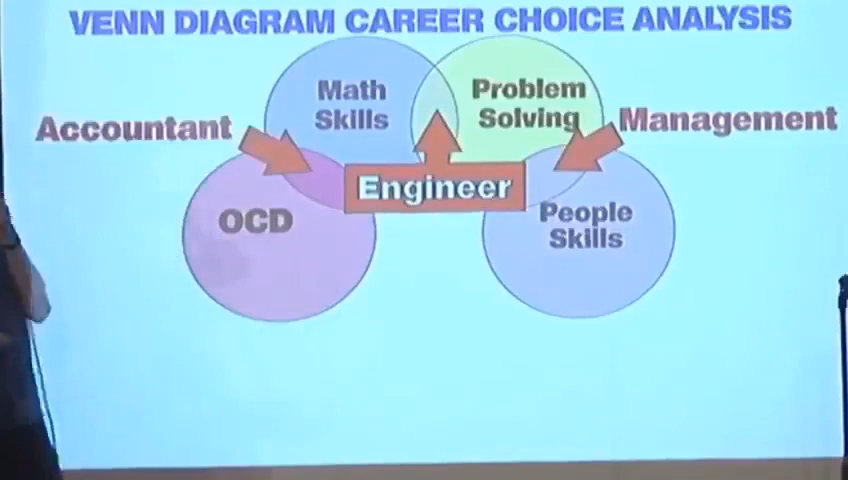 VENN DIAGRAM CAREER CHOICE ANALYSIS
Math
Skills
Problem
Solving
Accountant
Management
Engineer
OCD
People
Skills